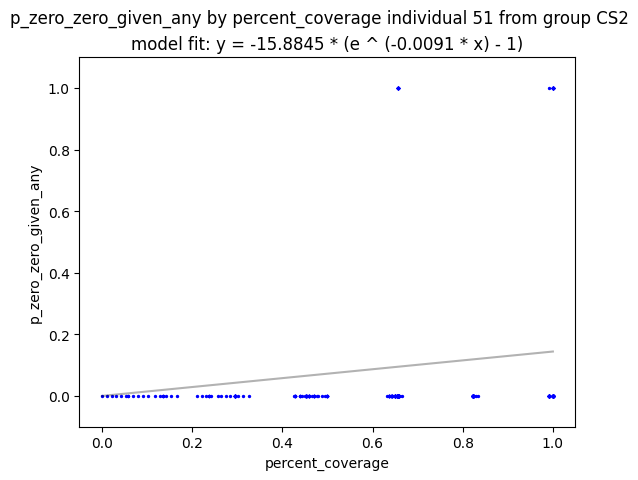 p_zero_zero_given_any by percent_coverage individual 51 from group CS2
model fit: y = -15.8845 * (e ^ (-0.0091 * x) - 1)
1.0
0.8
0.6
0.4
0.2
0.0
p_zero_zero_given_any
0.0 0.2 0.4 0.6 0.8 1.0
percent_coverage